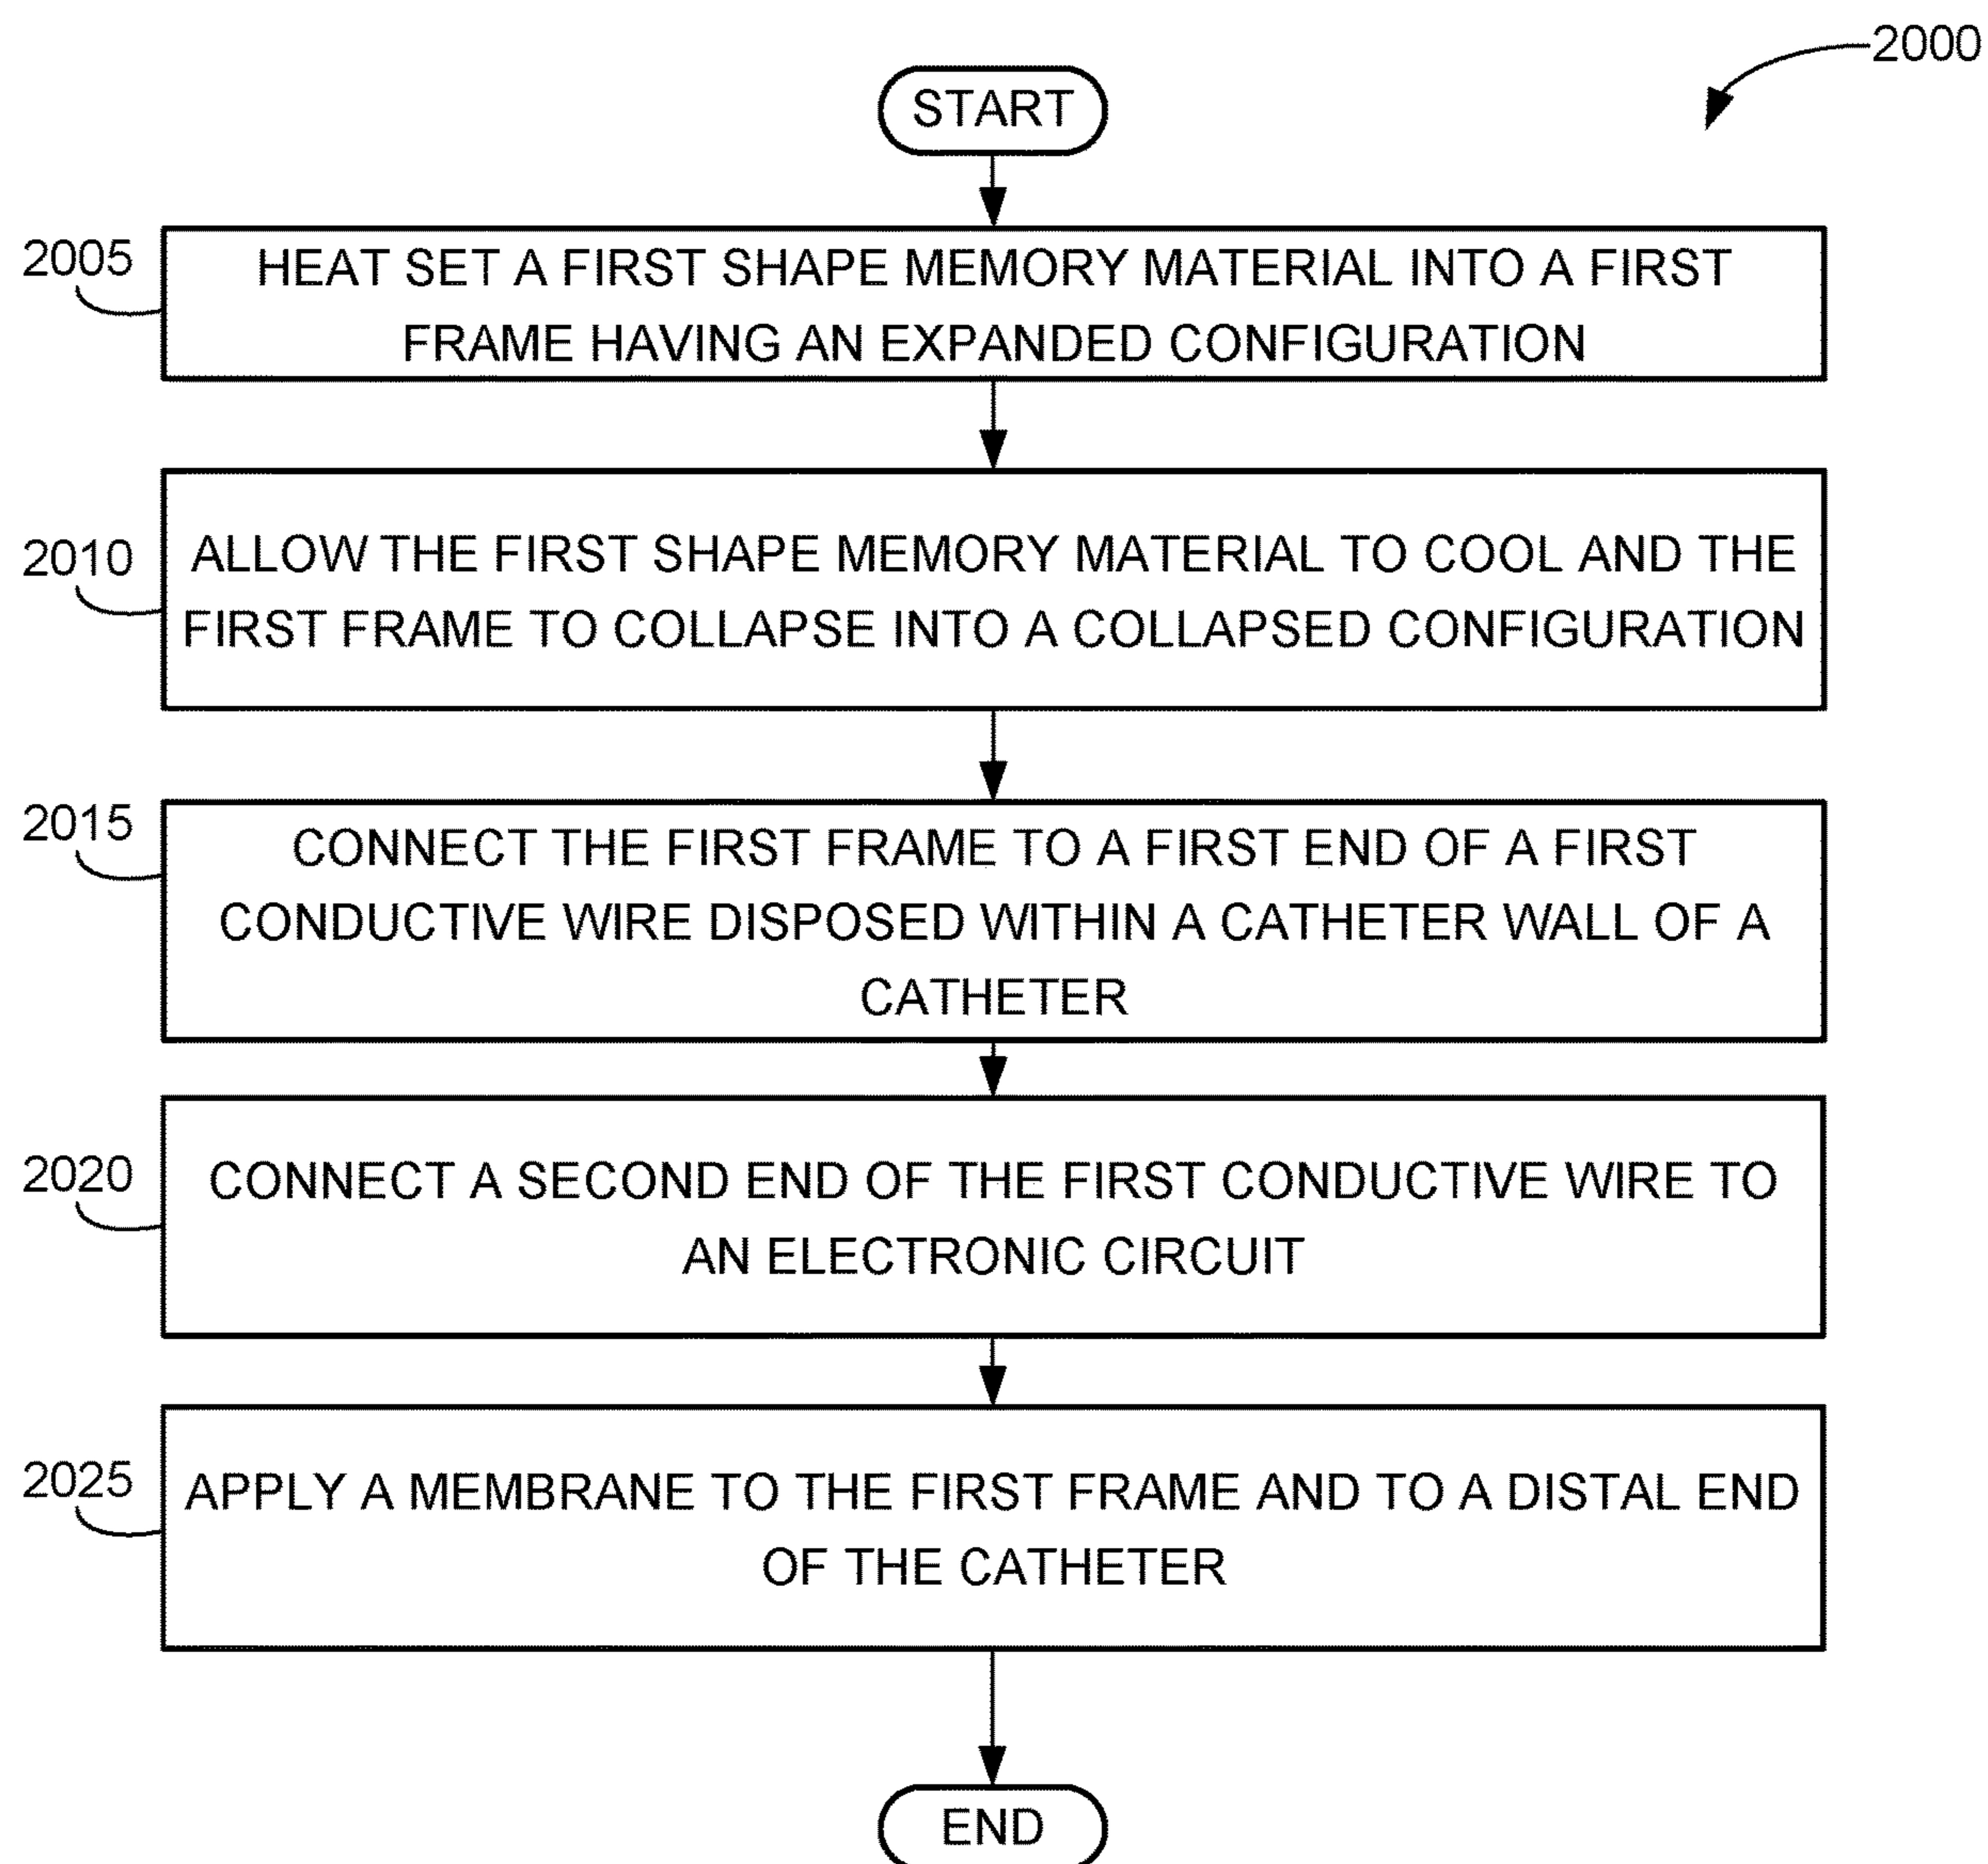 2000
START
2005
HEAT SET A FIRST SHAPE MEMORY MATERIAL INTO A FIRST
FRAME HAVING AN EXPANDED CONFIGURATION
2010
ALLOW THE FIRST SHAPE MEMORY MATERIAL TO COOL AND THE
FIRST FRAME TO COLLAPSE INTO A COLLAPSED CONFIGURATION
2015
CONNECT THE FIRST FRAME TO A FIRST END OF A FIRST
CONDUCTIVE WIRE DISPOSED WITHIN A CATHETER WALL OF A
CATHETER
2020
CONNECT A SECOND END OF THE FIRST CONDUCTIVE WIRE TO
AN ELECTRONIC CIRCUIT
2025
APPLY A MEMBRANE TO THE FIRST FRAME AND TO A DISTAL END
OF THE CATHETER
END